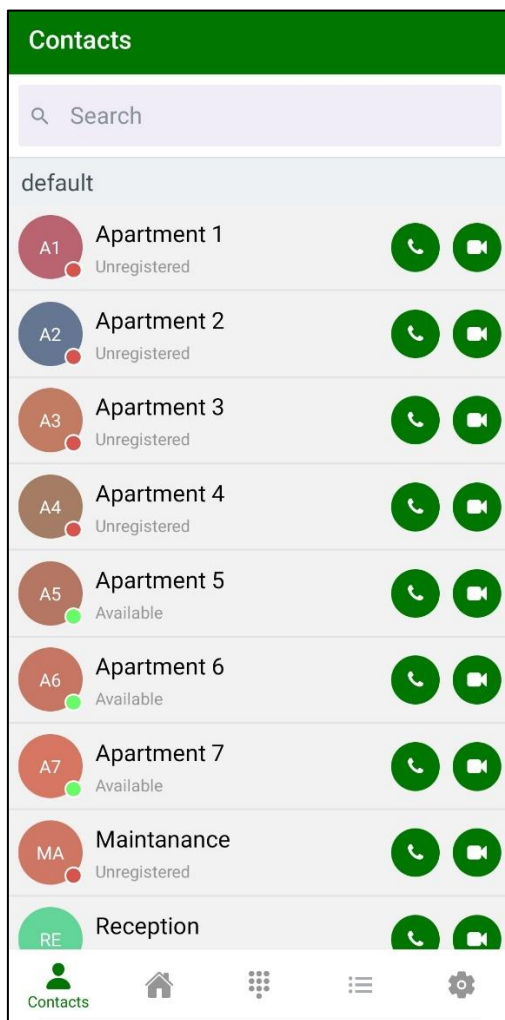 Contacts
Search
default
A1
Apartment 1
Unregistered
A2
Apartment 2
Unregistered
A3
Apartment 3
Unregistered
A4
Apartment 4
Unregistered
A5
Apartment 5
Available
A6
Apartment 6
Available
A7
Apartment 7
Available
MA
Maintanance
Unregistered
RE
Reception
Contacts